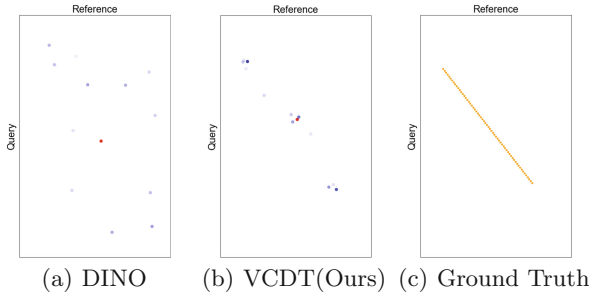 Reference Reference Reference
Query Query Query
(a) DINO (b) VCDT(Ours) (c) Ground Truth